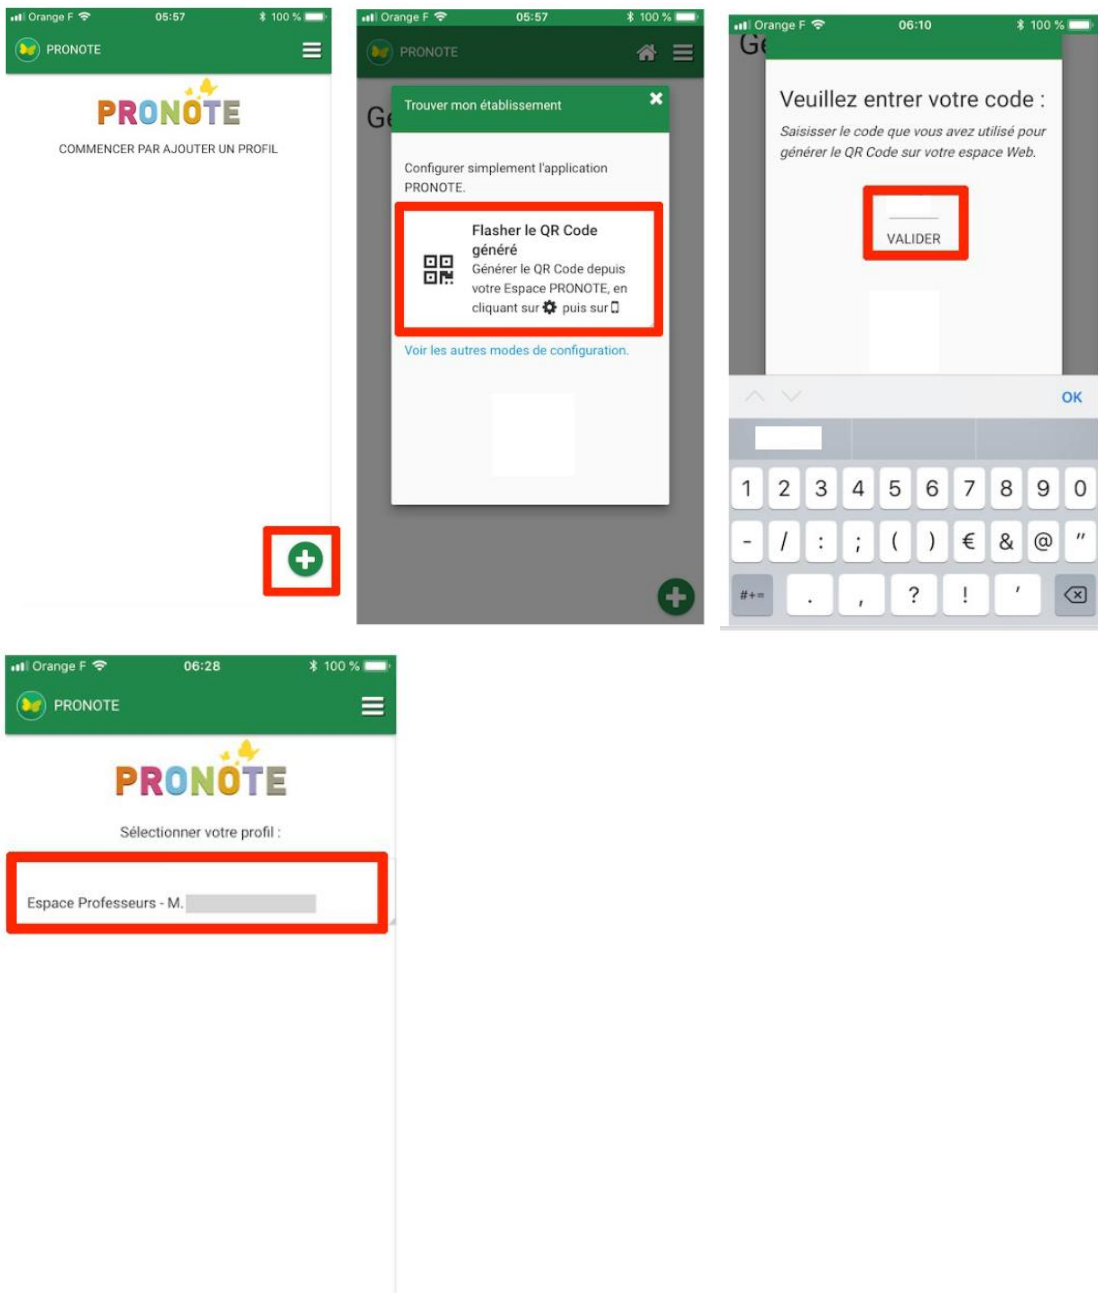 Orange F 05:57 100 %
PRONOTE
PRONOTE
COMMENCER PAR AJOUTER UN PROFIL
Orange F 05:57 100 %
PRONOTE
Ge
Trouver mon établissement
Configurer simplement l'application
PRONOTE.
Flasher le QR Code
généré
Générer le QR Code depuis
votre Espace PRONOTE, en
cliquant sur puis sur
Voir les autres modes de configuration.
Orange F 06:10 100 %
Ge
Veuillez entrer votre code :
Saisisser le code que vous avez utilisé pour
générer le QR Code sur votre espace Web.
VALIDER
OK
1 2 3 4 5 6 7 8 9 0
- / : ; ( ) € & @ "
#+= . , ? ! '
Orange F 06:28 100 %
PRONOTE
PRONOTE
Sélectionner votre profil :
Espace Professeurs - M.